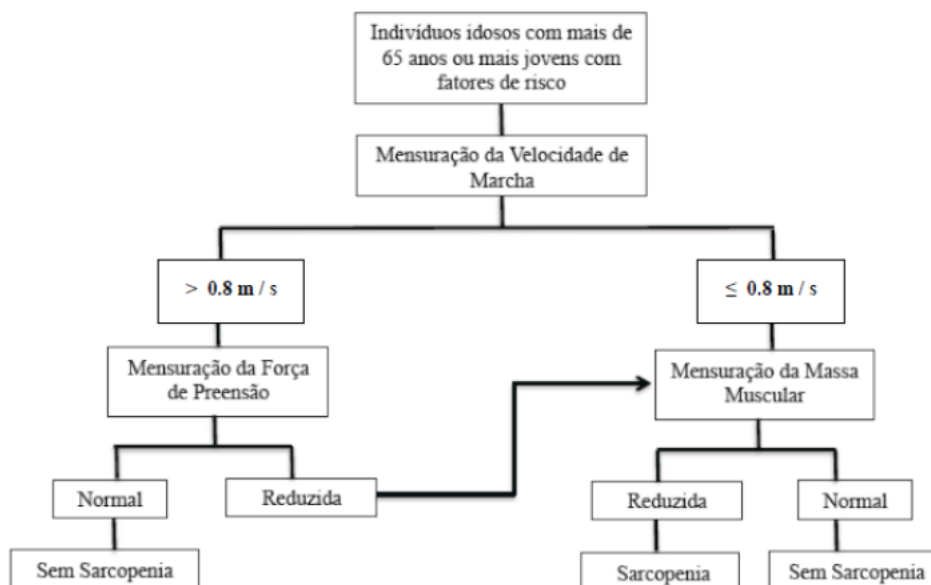 Indivíduos idosos com mais de
65 anos ou mais jovens com
fatores de risco
Mensuração da Velocidade de
Marcha
> 0.8 m / s
≤ 0.8 m / s
Mensuração da Força
de Preensão
Mensuração da Massa
Muscular
Normal
Reduzida
Reduzida
Normal
Sem Sarcopenia
Sarcopenia
Sem Sarcopenia